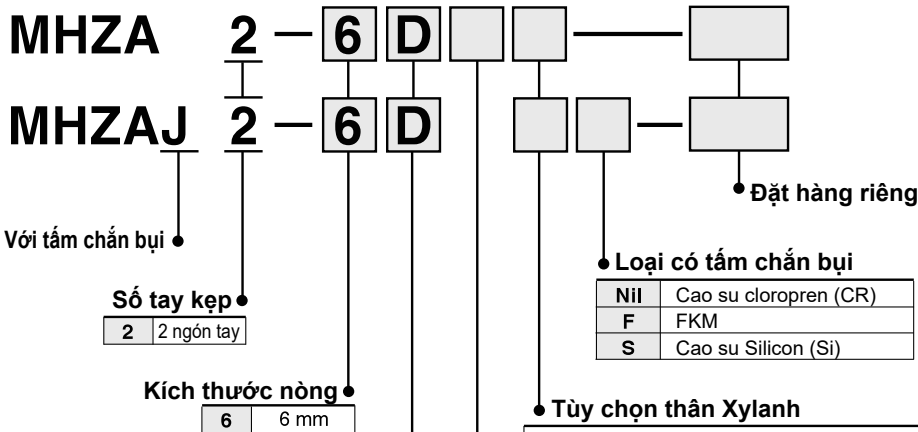 MHZA 2 — 6 D —
MHZAJ 2 — 6 D —
Đặt hàng riêng
Với tấm chắn bụi
Loại có tấm chắn bụi
Nil Cao su cloropren (CR)
F FKM
S Cao su Silicon (Si)
Số tay kẹp
2 2 ngón tay
Kích thước nòng
6 6 mm
Tùy chọn thân Xylanh